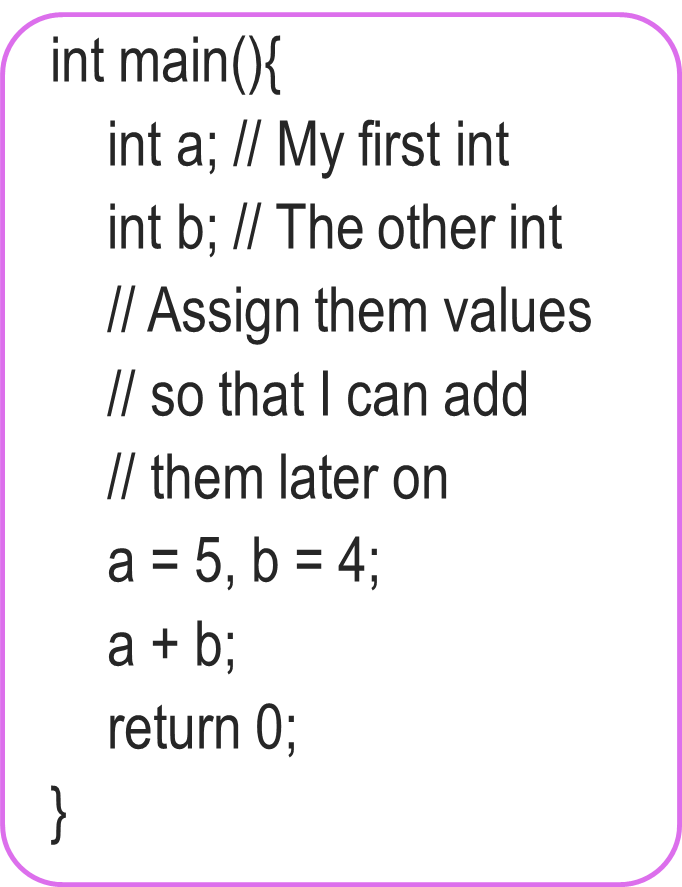 int main(){
int a; // My first int
int b; // The other int
// Assign them values
// so that I can add
// them later on
a = 5, b = 4;
a + b;
return 0;
}